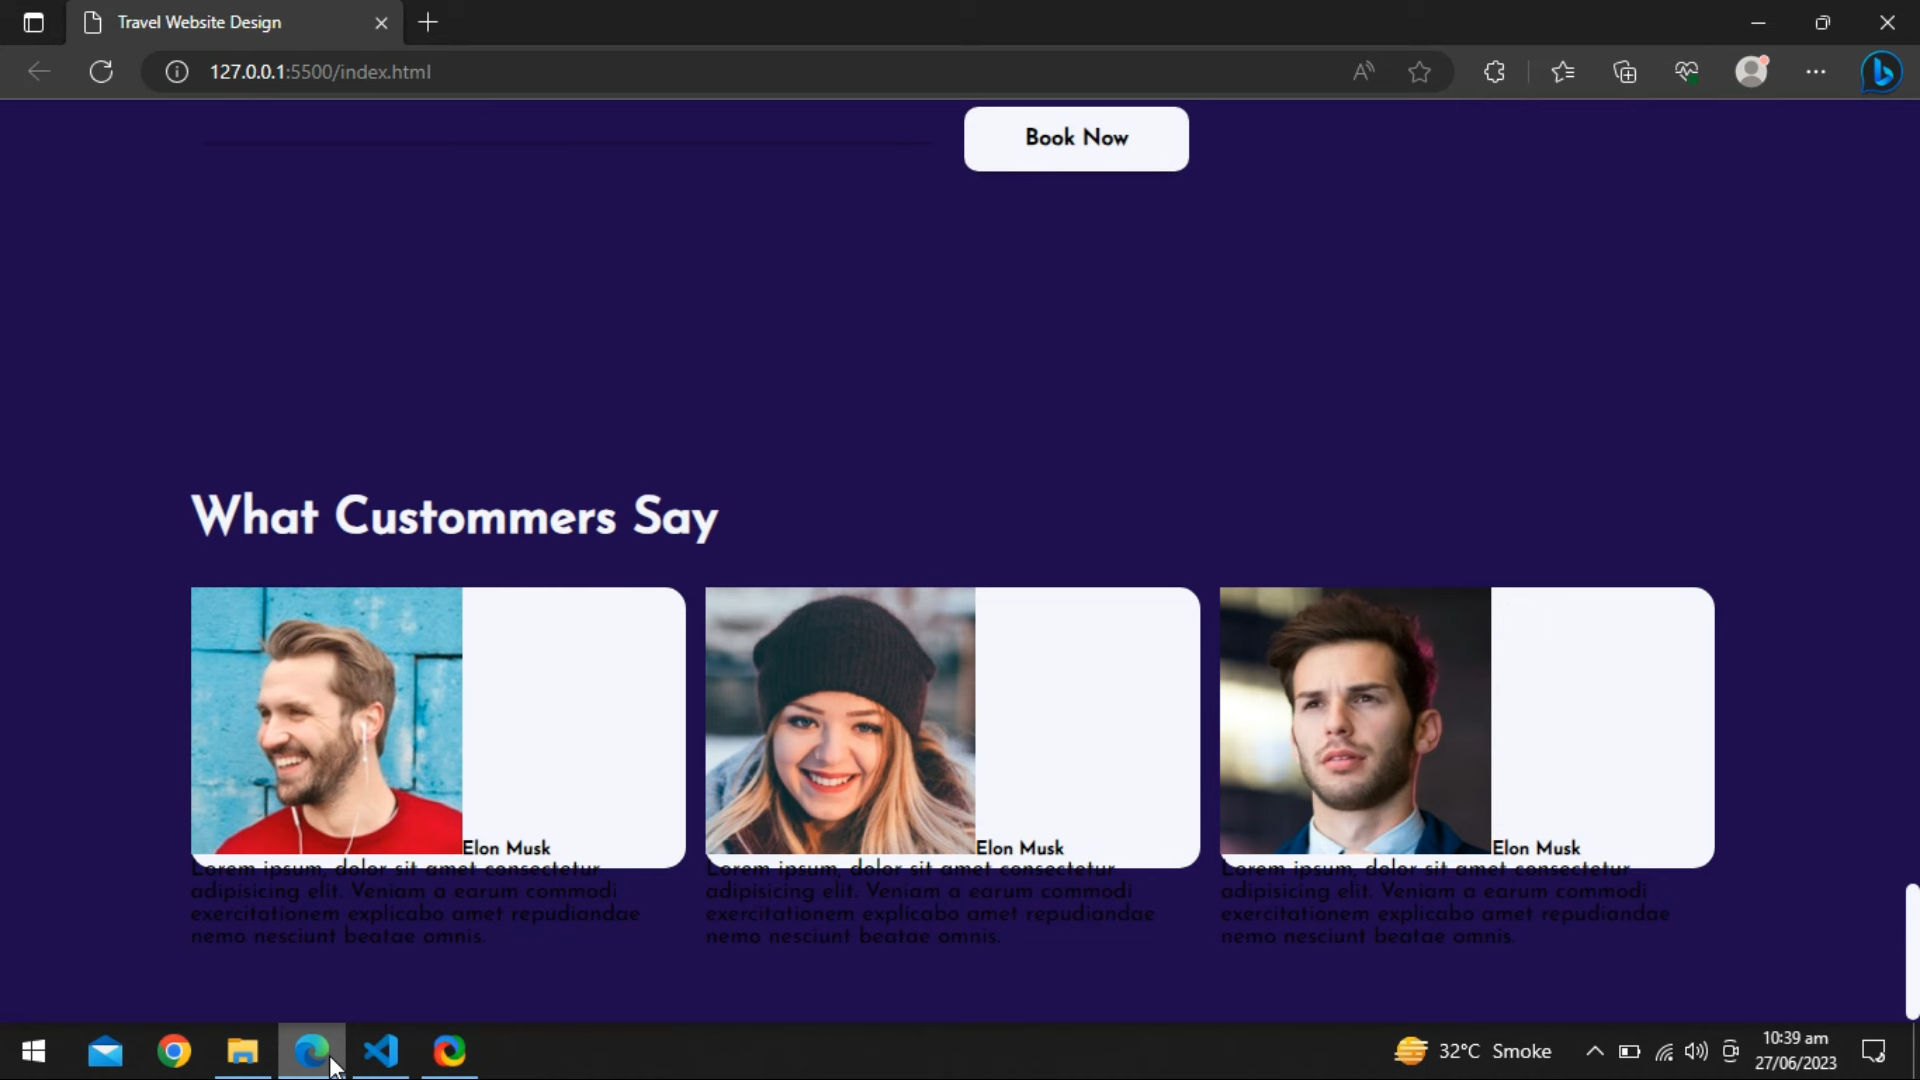 Travel Website Design
127.0.0.1:5500/index.html
Book Now
What Custommers Say
Elon Musk
Lorem ipsum, dolor sit amet consectetur
adipisicing elit. Veniam a earum commodi
exercitationem explicabo amet repudiandae
nemo nesciunt beatae omnis.
Elon Musk
Lorem ipsum, dolor sit amet consectetur
adipisicing elit. Veniam a earum commodi
exercitationem explicabo amet repudiandae
nemo nesciunt beatae omnis.
Elon Musk
Lorem ipsum, dolor sit amet consectetur
adipisicing elit. Veniam a earum commodi
exercitationem explicabo amet repudiandae
nemo nesciunt beatae omnis.
32°C Smoke
10:39 am
27/06/2023